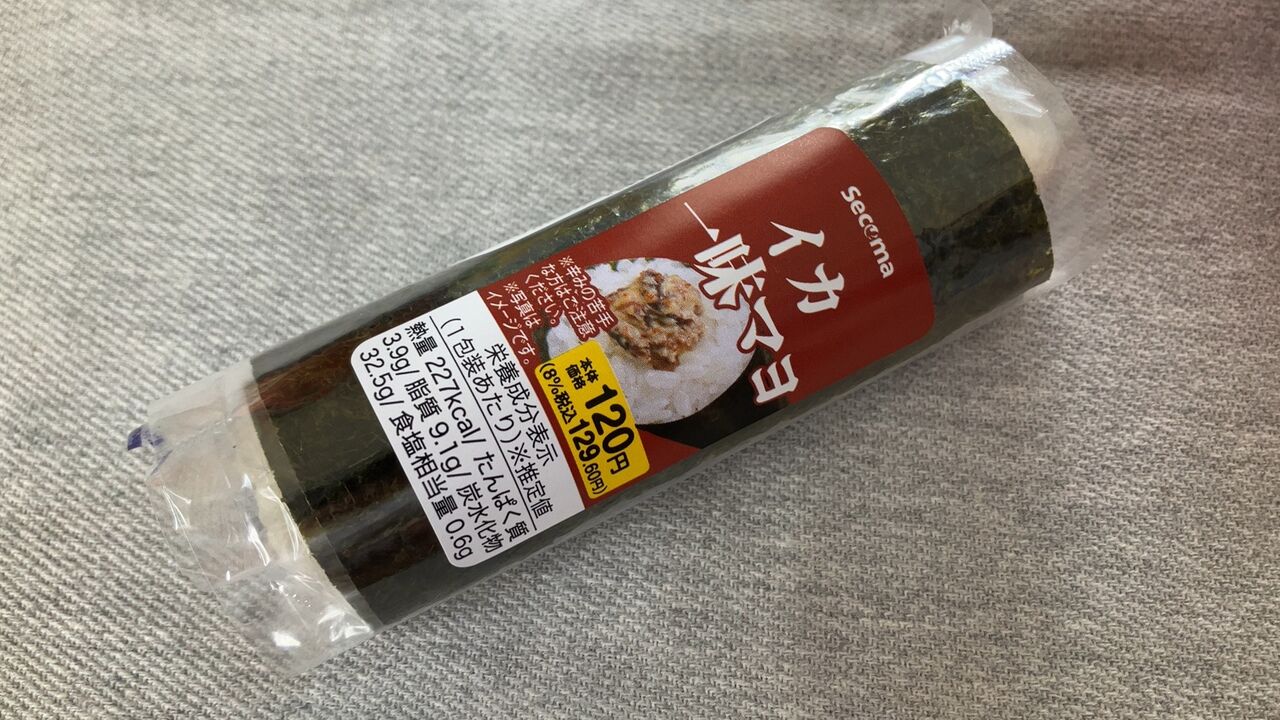 Secoma
イカ
一味マヨ
※辛みの苦手
な方はご注意
ください。
※写真は
イメージです。
本体
価格 120円
(8%税込 129.60円)
栄養成分表示
(1包装あたり)※推定値
熱量 227kcal/ たんぱく質
3.9g/ 脂質 9.1g/ 炭水化物
32.5g/ 食塩相当量 0.6g